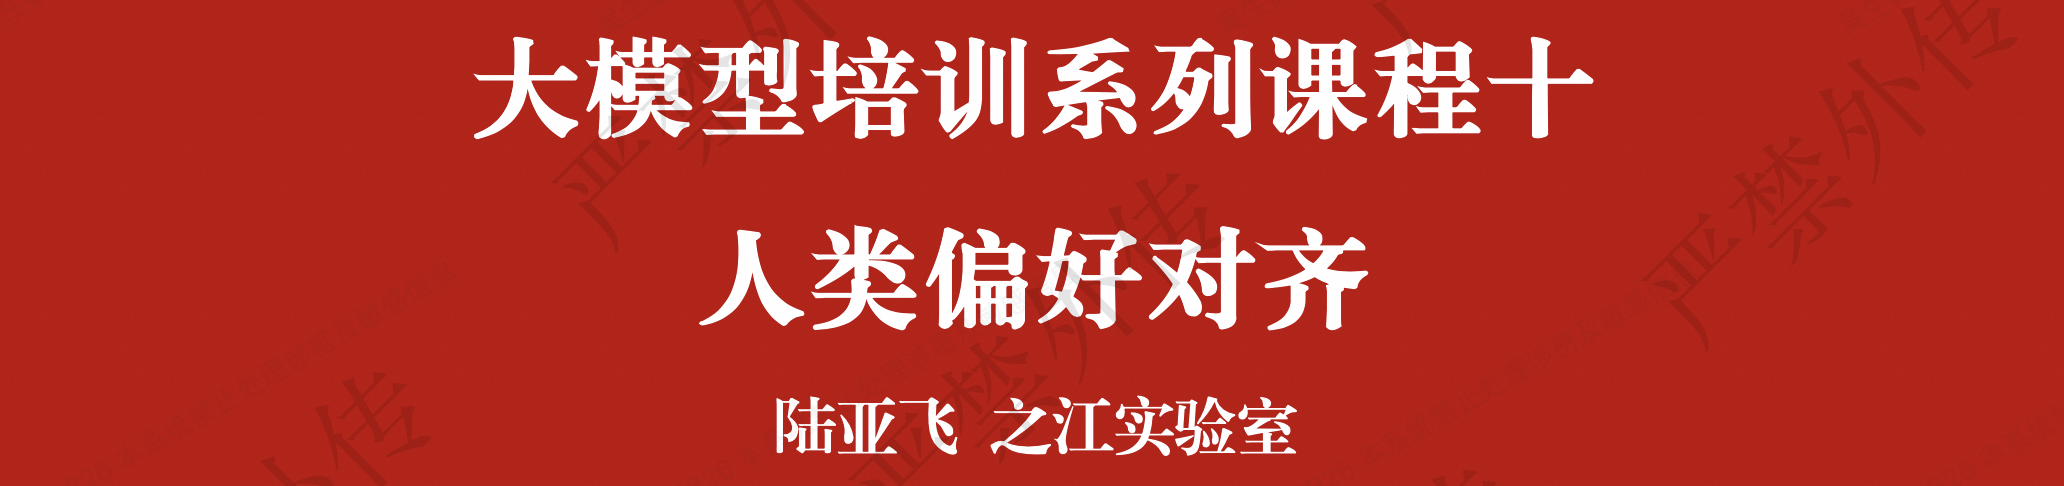 大模型培训系列课程十
人类偏好对齐
陆亚飞 之江实验室
严禁外传
严禁外传
严禁外传